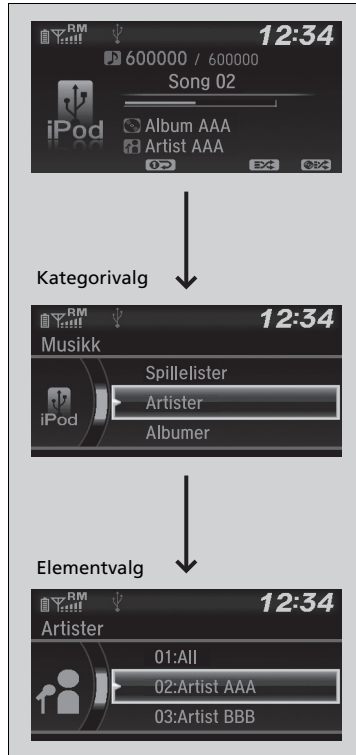 RM 12:34
600000 / 600000
Song 02
iPod
Album AAA
Artist AAA
Kategorivalg
RM 12:34
Musikk
Spillelister
iPod
Artister
Albumer
Elementvalg
RM 12:34
Artister
01:All
02:Artist AAA
03:Artist BBB